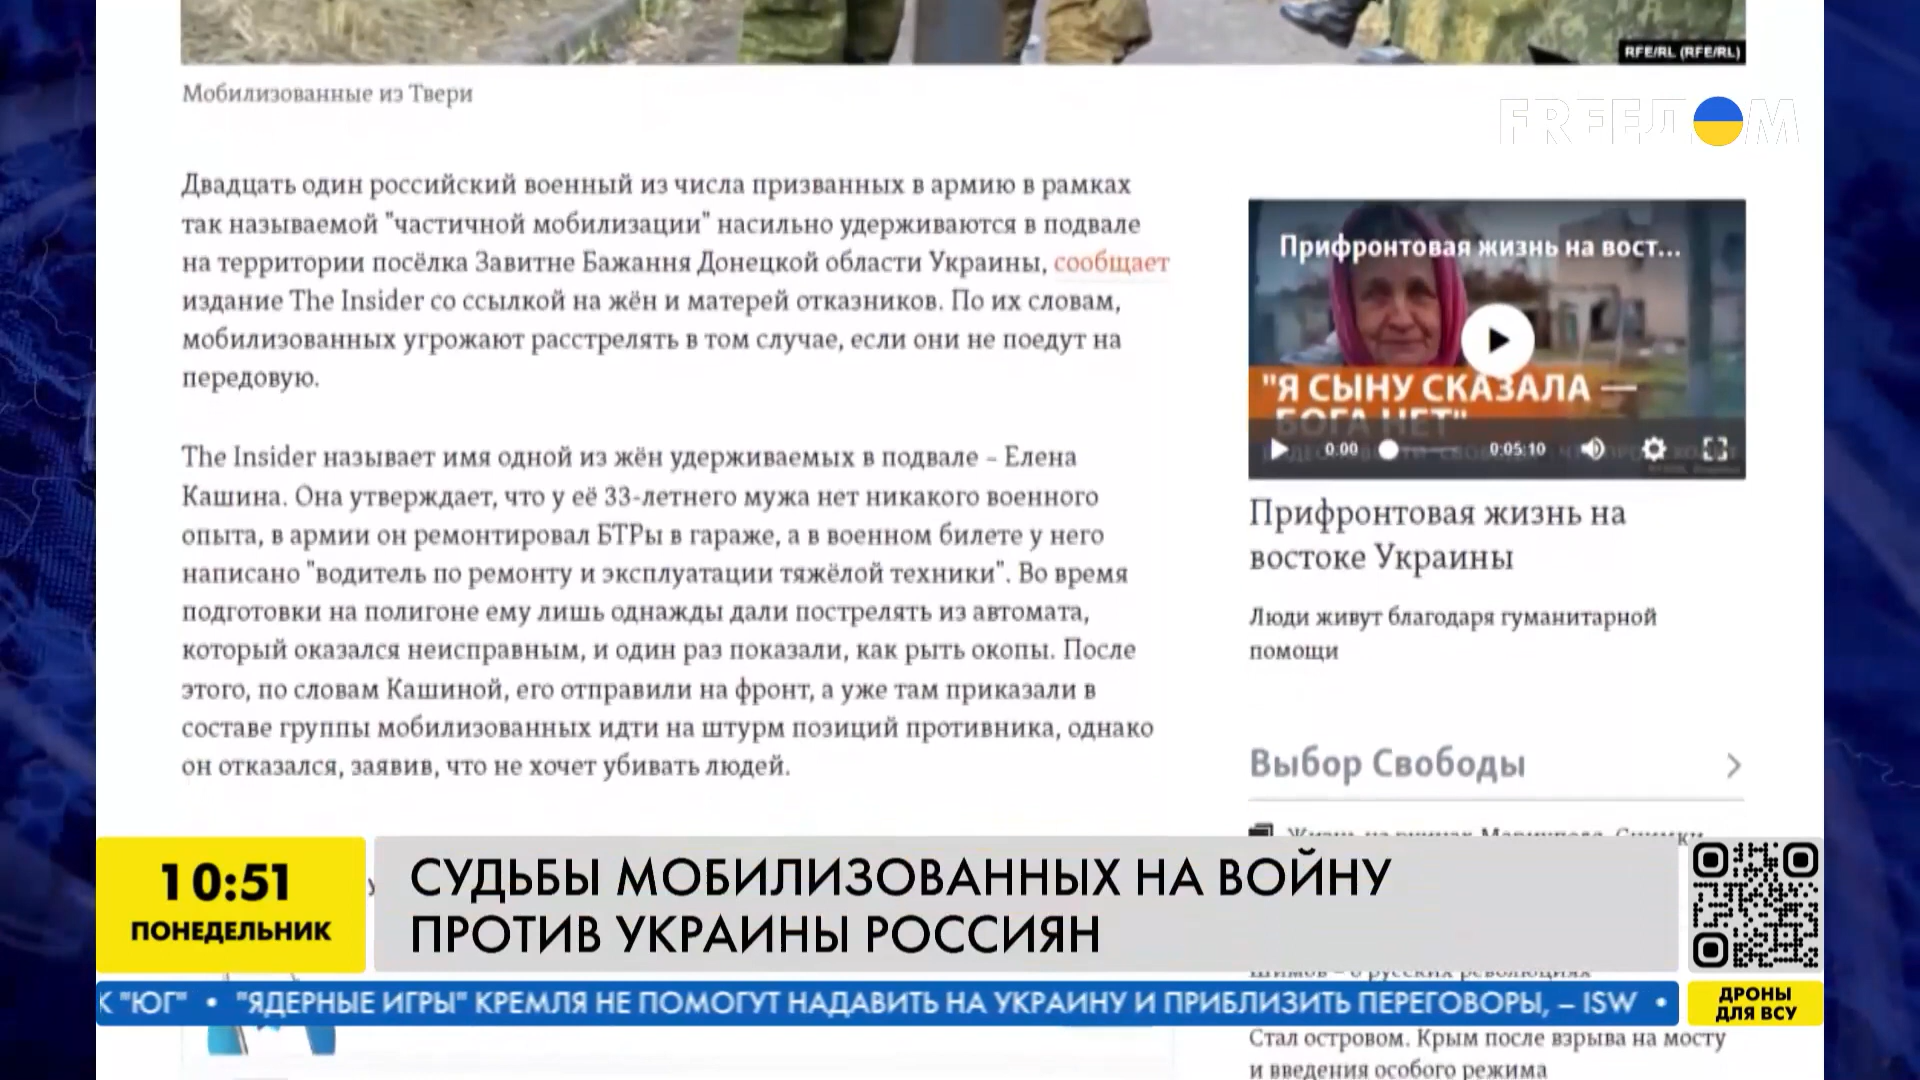 RFE/RL (RFE/RL)
Мобилизованные из Твери
FREEДOM
Двадцать один российский военный из числа призванных в армию в рамках
так называемой "частичной мобилизации" насильно удерживаются в подвале
на территории посёлка Завитне Бажання Донецкой области Украины, сообщает
издание The Insider со ссылкой на жён и матерей отказников. По их словам,
мобилизованных угрожают расстрелять в том случае, если они не поедут на
передовую.
The Insider называет имя одной из жён удерживаемых в подвале – Елена
Кашина. Она утверждает, что у её 33-летнего мужа нет никакого военного
опыта, в армии он ремонтировал БТРы в гараже, а в военном билете у него
написано "водитель по ремонту и эксплуатации тяжёлой техники". Во время
подготовки на полигоне ему лишь однажды дали пострелять из автомата,
который оказался неисправным, и один раз показали, как рыть окопы. После
этого, по словам Кашиной, его отправили на фронт, а уже там приказали в
составе группы мобилизованных идти на штурм позиций противника, однако
он отказался, заявив, что не хочет убивать людей.
Прифронтовая жизнь на вост...
"Я СЫНУ СКАЗАЛА —
БОГА НЕТ"
0:00 0:05:10
Прифронтовая жизнь на
востоке Украины
Люди живут благодаря гуманитарной
помощи
Выбор Свободы
Жизнь на руинах Мариуполя. Снимки
Шимов – о русских революциях
Стал островом. Крым после взрыва на мосту
и введения особого режима
10:51
ПОНЕДЕЛЬНИК
СУДЬБЫ МОБИЛИЗОВАННЫХ НА ВОЙНУ
ПРОТИВ УКРАИНЫ РОССИЯН
К "ЮГ" • "ЯДЕРНЫЕ ИГРЫ" КРЕМЛЯ НЕ ПОМОГУТ НАДАВИТЬ НА УКРАИНУ И ПРИБЛИЗИТЬ ПЕРЕГОВОРЫ, – ISW •
ДРОНЫ
ДЛЯ ВСУ